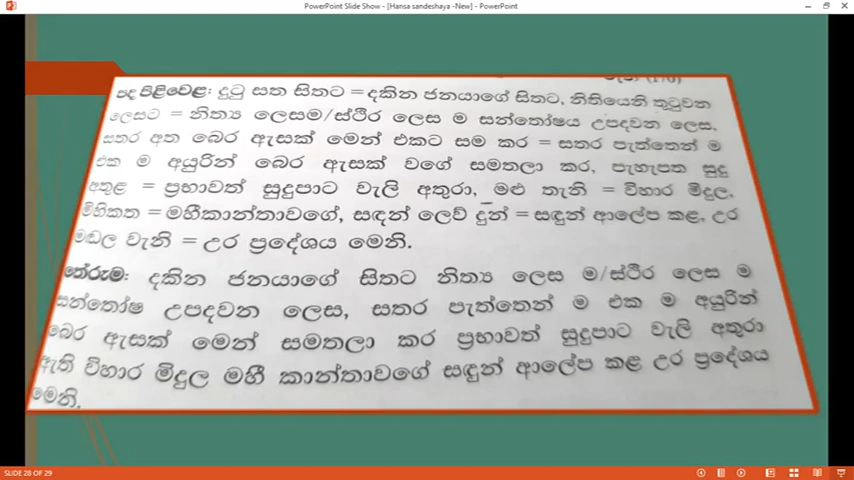 PowerPoint Slide Show - [Hansa sandeshaya -New] - PowerPoint
පද පිළිවෙළ: දුටු සත සිතට = දකින ජනයාගේ සිතට, නිතියෙනි තුටුවන
ලෙසට = නිත්‍ය ලෙසම/ස්ථිර ලෙස ම සන්තෝෂය උපදවන ලෙස,
සතර අත බෙර ඇසක් මෙන් එකට සම කර = සතර පැත්තෙන් ම
එක ම අයුරින් බෙර ඇසක් වගේ සමතලා කර, පැහැපත සුදු
අතුළ = ප්‍රභාවත් සුදුපාට වැලි අතුරා, මළු තැනි = විහාර මිදුල,
මිහිකත = මහීකාන්තාවගේ, සඳුන් ලෙව් දුන් = සඳුන් ආලේප කළ, උර
මඬල වැනි = උර ප්‍රදේශය මෙනි.
තේරුම: දකින ජනයාගේ සිතට නිත්‍ය ලෙස ම/ස්ථිර ලෙස ම
සන්තෝෂ උපදවන ලෙස, සතර පැත්තෙන් ම එක ම අයුරින්
බෙර ඇසක් මෙන් සමතලා කර ප්‍රභාවත් සුදුපාට වැලි අතුරා
ඇති විහාර මිදුල මහී කාන්තාවගේ සඳුන් ආලේප කළ උර ප්‍රදේශය
මෙනි.
SLIDE 28 OF 29